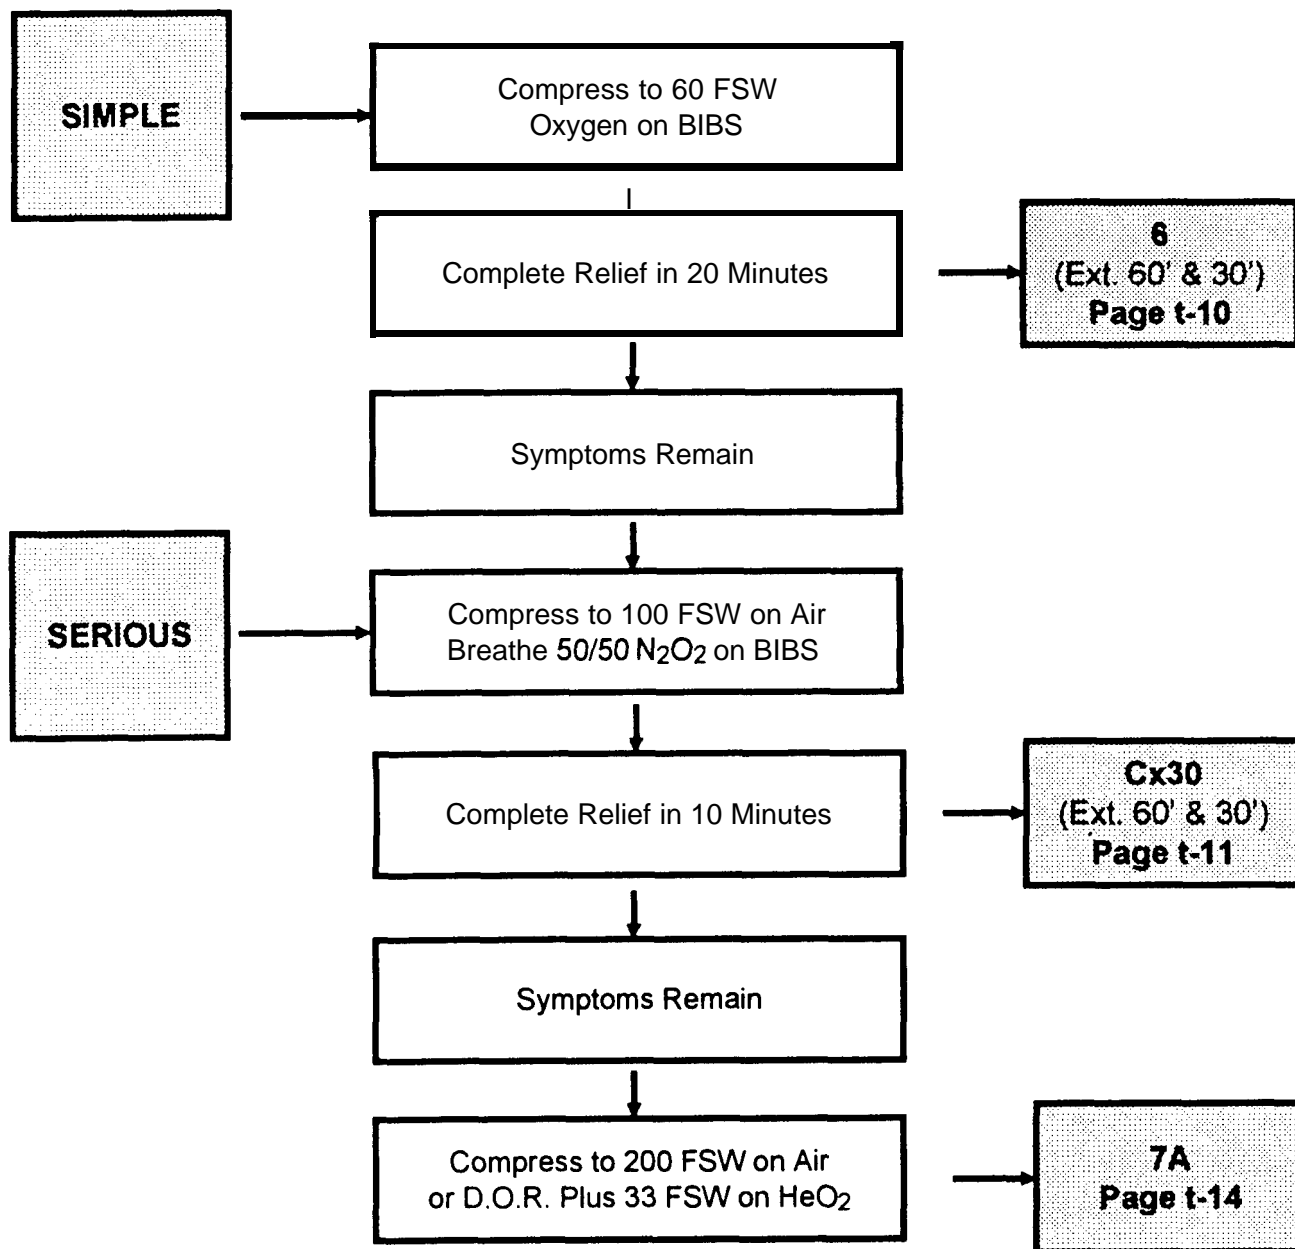 SIMPLE
Compress to 60 FSW
Oxygen on BIBS
Complete Relief in 20 Minutes
6
(Ext. 60' & 30')
Page t-10
Symptoms Remain
SERIOUS
Compress to 100 FSW on Air
Breathe 50/50 N₂O₂ on BIBS
Complete Relief in 10 Minutes
Cx30
(Ext. 60' & 30')
Page t-11
Symptoms Remain
Compress to 200 FSW on Air
or D.O.R. Plus 33 FSW on HeO₂
7A
Page t-14